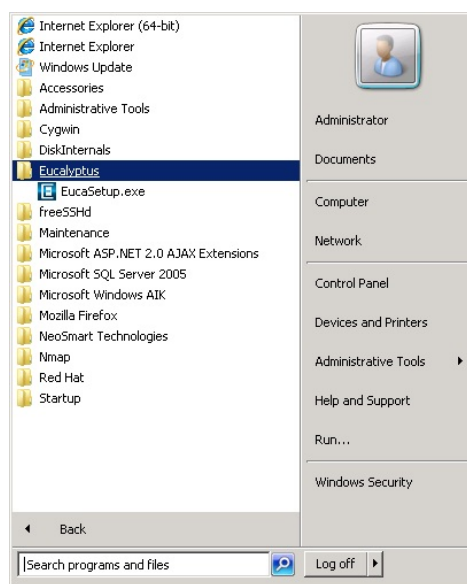 Internet Explorer (64-bit)
Internet Explorer
Windows Update
Accessories
Administrative Tools
Cygwin
DiskInternals
Eucalyptus
EucaSetup.exe
freeSSHd
Maintenance
Microsoft ASP.NET 2.0 AJAX Extensions
Microsoft SQL Server 2005
Microsoft Windows AIK
Mozilla Firefox
NeoSmart Technologies
Nmap
Red Hat
Startup
Back
Search programs and files
Administrator
Documents
Computer
Network
Control Panel
Devices and Printers
Administrative Tools
Help and Support
Run...
Windows Security
Log off